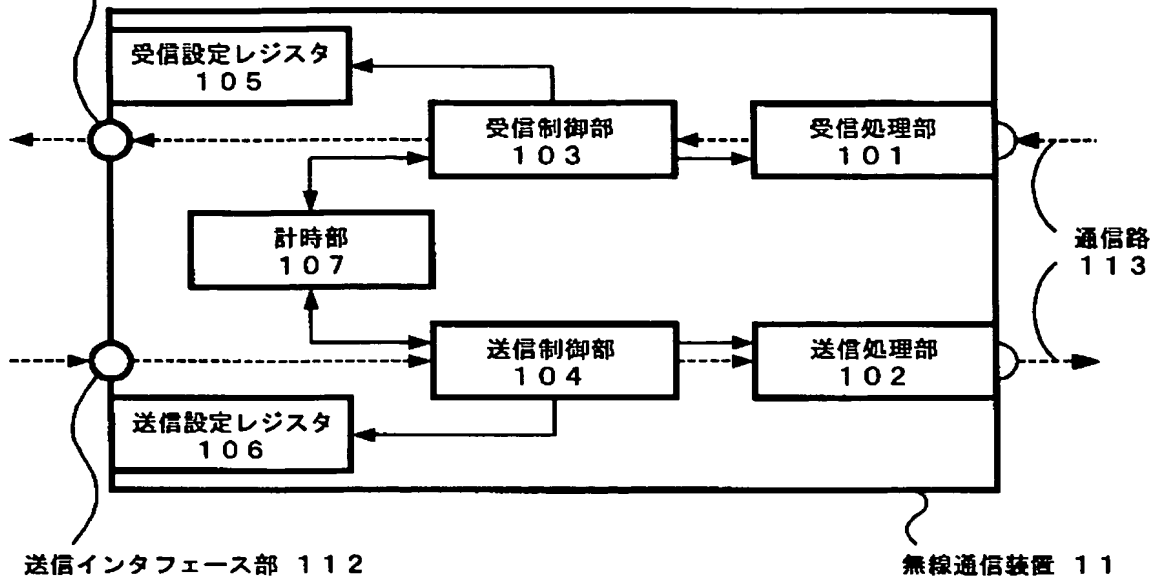 受信設定レジスタ
１０５
受信制御部
１０３
受信処理部
１０１
計時部
１０７
通信路
１１３
送信制御部
１０４
送信処理部
１０２
送信設定レジスタ
１０６
送信インタフェース部 １１２
無線通信装置 １１